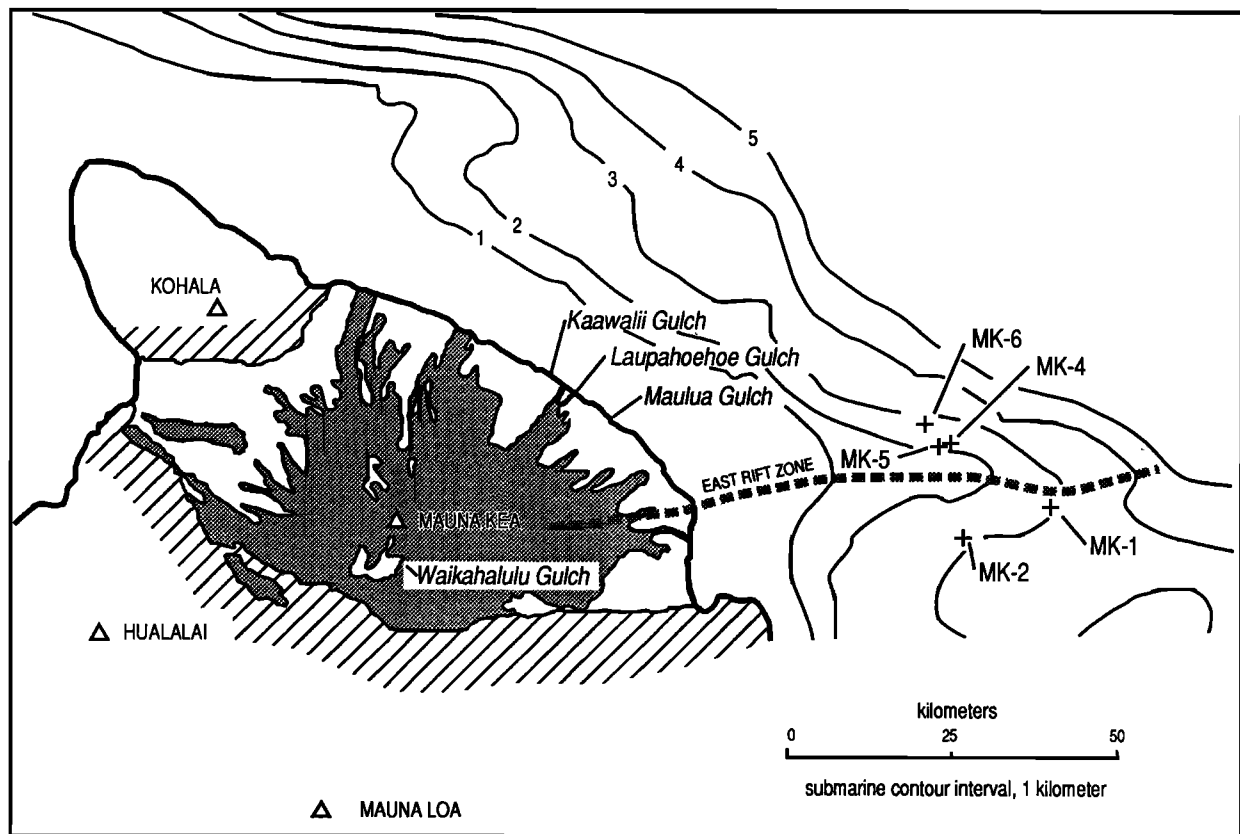 5
4
3
2
1
KOHALA
Kaawalii Gulch
Laupahoehoe Gulch
Maulua Gulch
MK-6
MK-4
MK-5
EAST RIFT ZONE
MAUNA KEA
MK-1
MK-2
Waikahalulu Gulch
HUALALAI
MAUNA LOA
kilometers
0 25 50
submarine contour interval, 1 kilometer